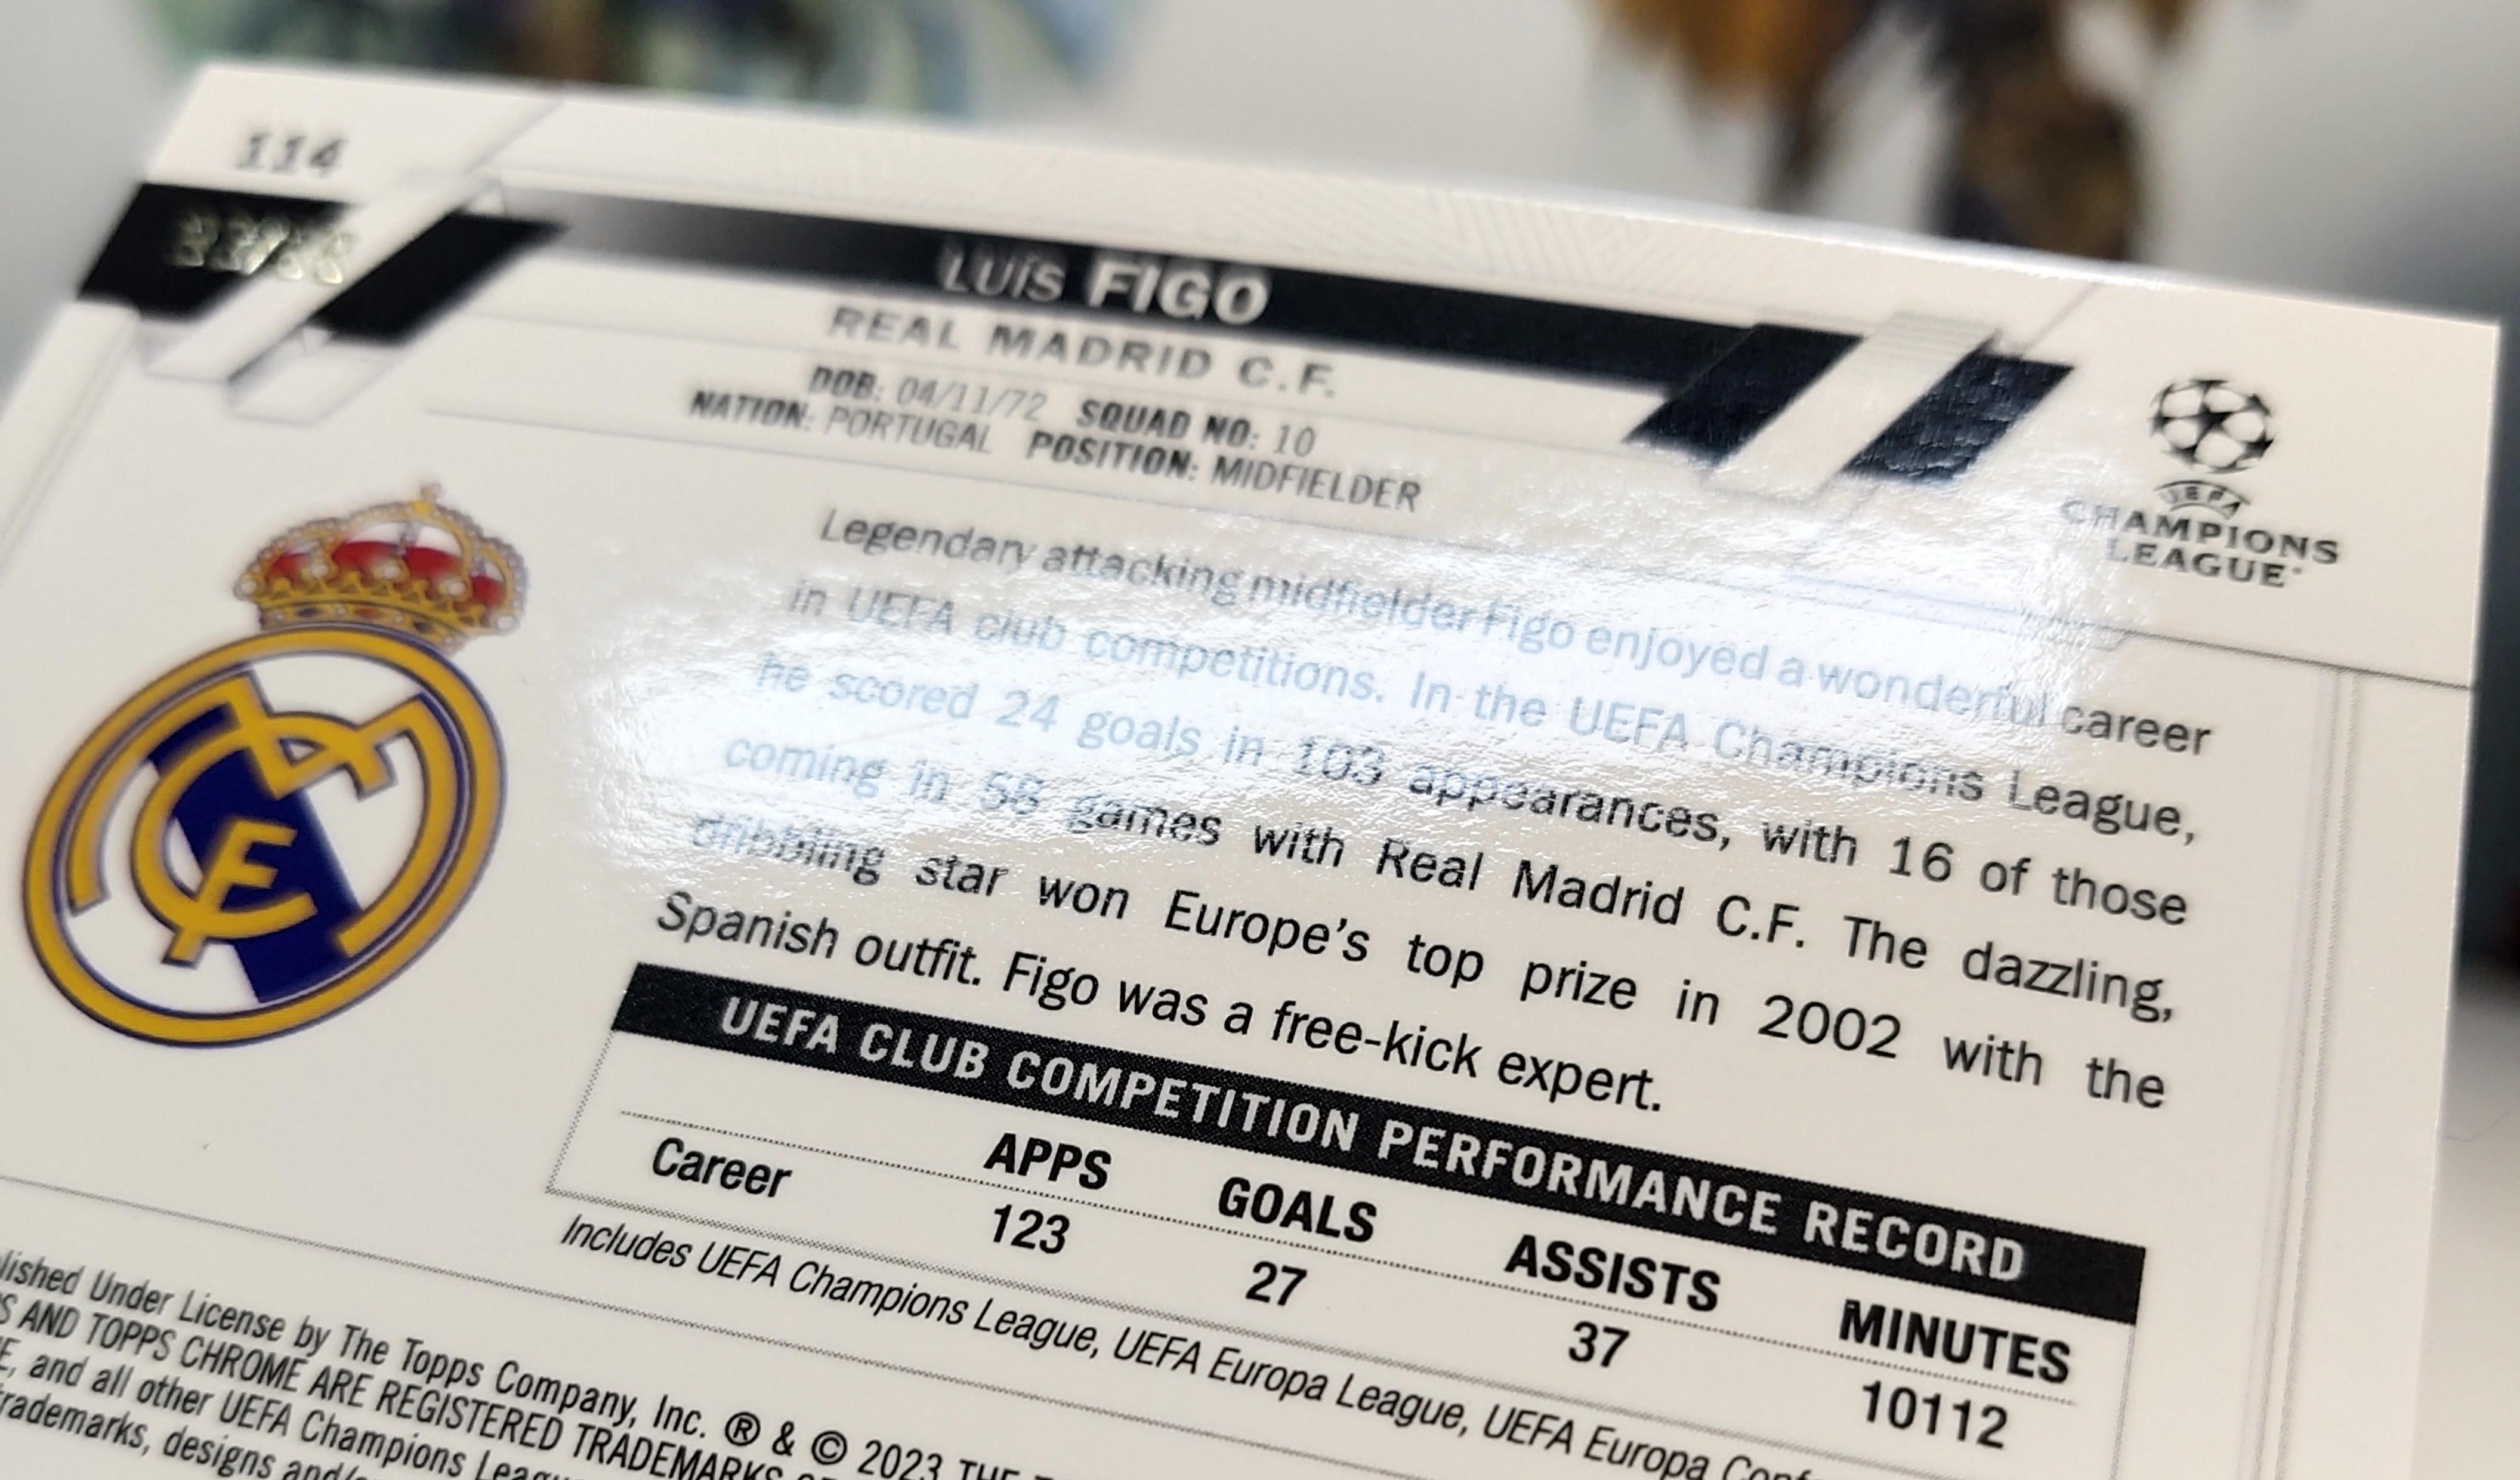 114
LUÍS FIGO
REAL MADRID C.F.
DOB: 04/11/72 SQUAD NO: 10
NATION: PORTUGAL POSITION: MIDFIELDER
UEFA
CHAMPIONS
LEAGUE
Legendary attacking midfielder Figo enjoyed a wonderful career
in UEFA club competitions. In the UEFA Champions League,
he scored 24 goals in 103 appearances, with 16 of those
coming in 58 games with Real Madrid C.F. The dazzling,
dribbling star won Europe's top prize in 2002 with the
Spanish outfit. Figo was a free-kick expert.
UEFA CLUB COMPETITION PERFORMANCE RECORD
APPS GOALS ASSISTS MINUTES
Career 123 27 37 10112
Includes UEFA Champions League, UEFA Europa League, UEFA Europa
Under License by The Topps Company, Inc. ® & © 2023 THE
AND TOPPS CHROME ARE REGISTERED TRADEMARKS
and all other UEFA Champions
trademarks, designs